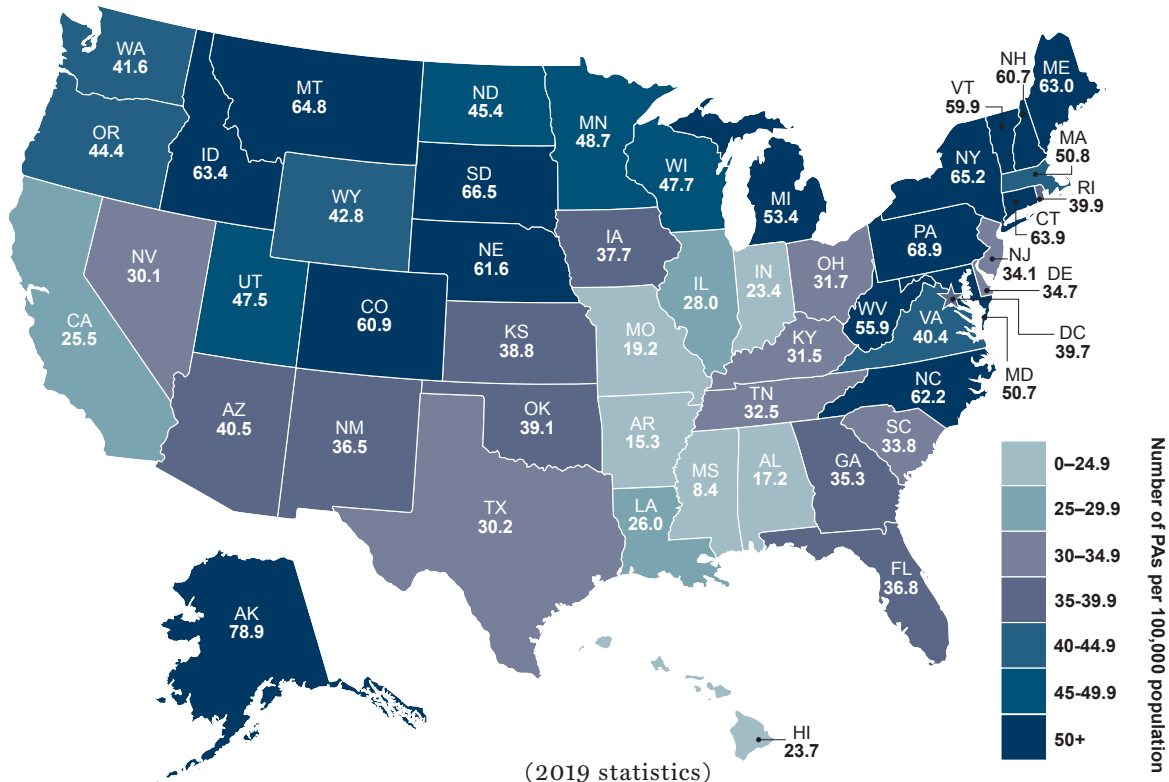 WA
41.6
OR
44.4
CA
25.5
NV
30.1
ID
63.4
MT
64.8
WY
42.8
UT
47.5
CO
60.9
AZ
40.5
NM
36.5
ND
45.4
SD
66.5
NE
61.6
KS
38.8
OK
39.1
TX
30.2
MN
48.7
IA
37.7
MO
19.2
AR
15.3
LA
26.0
WI
47.7
IL
28.0
MI
53.4
IN
23.4
OH
31.7
KY
31.5
TN
32.5
MS
8.4
AL
17.2
GA
35.3
FL
36.8
SC
33.8
NC
62.2
VA
40.4
WV
55.9
PA
68.9
NY
65.2
VT
59.9
NH
60.7
ME
63.0
MA
50.8
RI
39.9
CT
63.9
NJ
34.1
DE
34.7
DC
39.7
MD
50.7
AK
78.9
HI
23.7
0–24.9
25–29.9
30–34.9
35-39.9
40-44.9
45-49.9
50+
Number of PAs per 100,000 population
(2019 statistics)